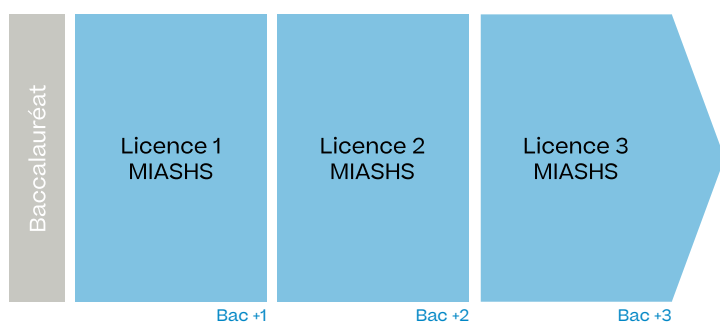 Baccalauréat
Licence 1
MIASHS
Licence 2
MIASHS
Licence 3
MIASHS
Bac +1
Bac +2
Bac +3